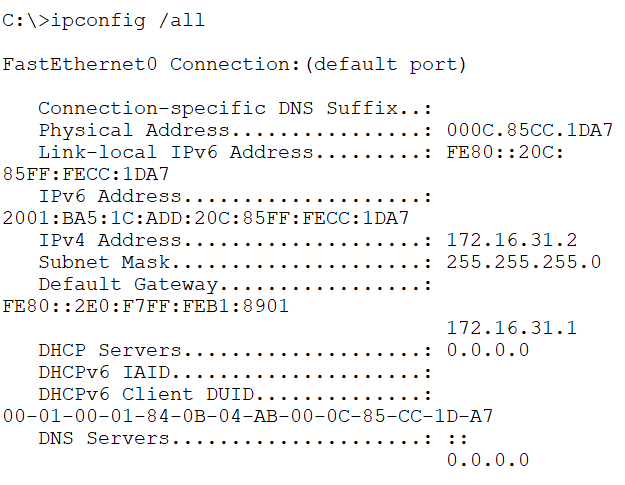 C:\>ipconfig /all
FastEthernet0 Connection:(default port)
Connection-specific DNS Suffix..:
Physical Address................: 000C.85CC.1DA7
Link-local IPv6 Address.........: FE80::20C:
85FF:FECC:1DA7
IPv6 Address....................:
2001:BA5:1C:ADD:20C:85FF:FECC:1DA7
IPv4 Address....................: 172.16.31.2
Subnet Mask.....................: 255.255.255.0
Default Gateway.................:
FE80::2E0:F7FF:FEB1:8901
172.16.31.1
DHCP Servers....................: 0.0.0.0
DHCPv6 IAID.....................:
DHCPv6 Client DUID..............:
00-01-00-01-84-0B-04-AB-00-0C-85-CC-1D-A7
DNS Servers.....................: ::
0.0.0.0